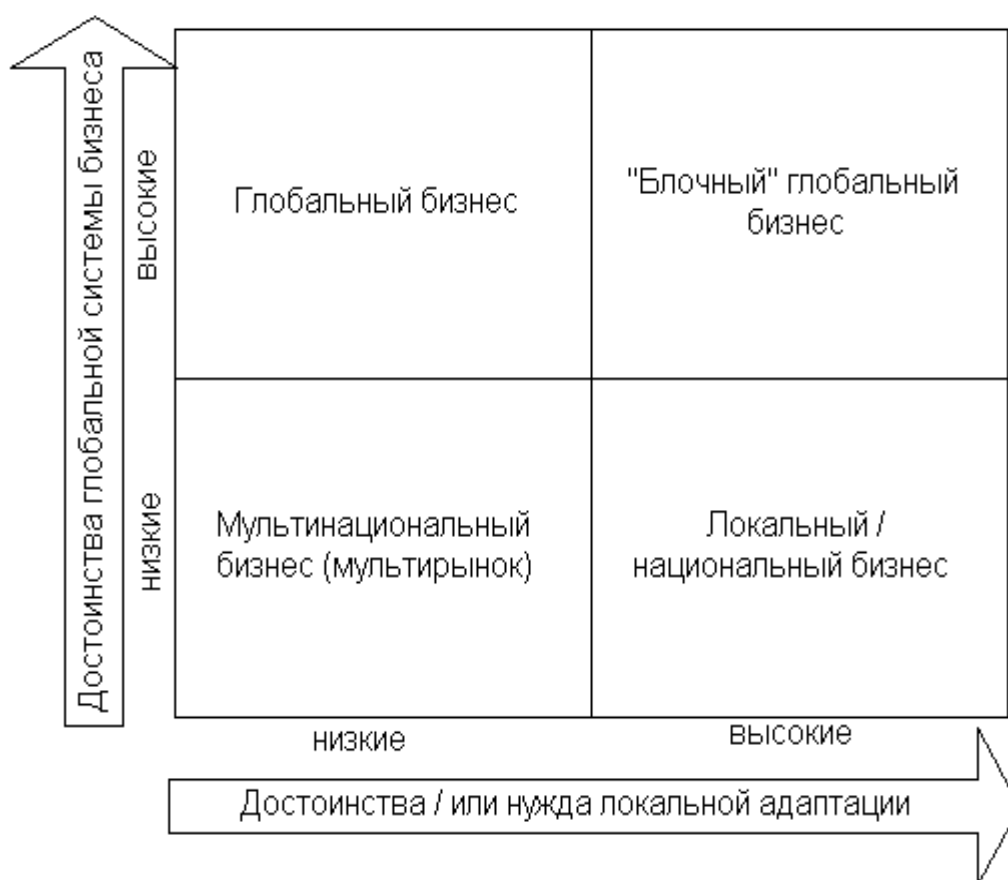 Достоинства глобальной системы бизнеса
высокие
Глобальный бизнес
"Блочный" глобальный
бизнес
низкие
Мультинациональный
бизнес (мультирынок)
Локальный /
национальный бизнес
низкие
высокие
Достоинства / или нужда локальной адаптации